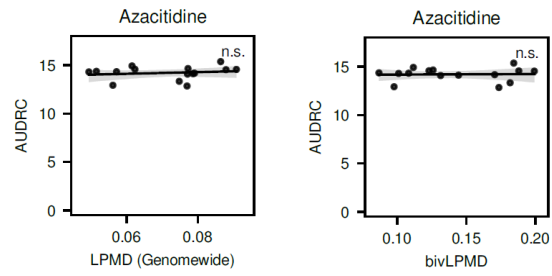 Azacitidine
n.s.
15
10
5
0
AUDRC
0.06 0.08
LPMD (Genomewide)
Azacitidine
n.s.
15
10
5
0
AUDRC
0.10 0.15 0.20
bivLPMD